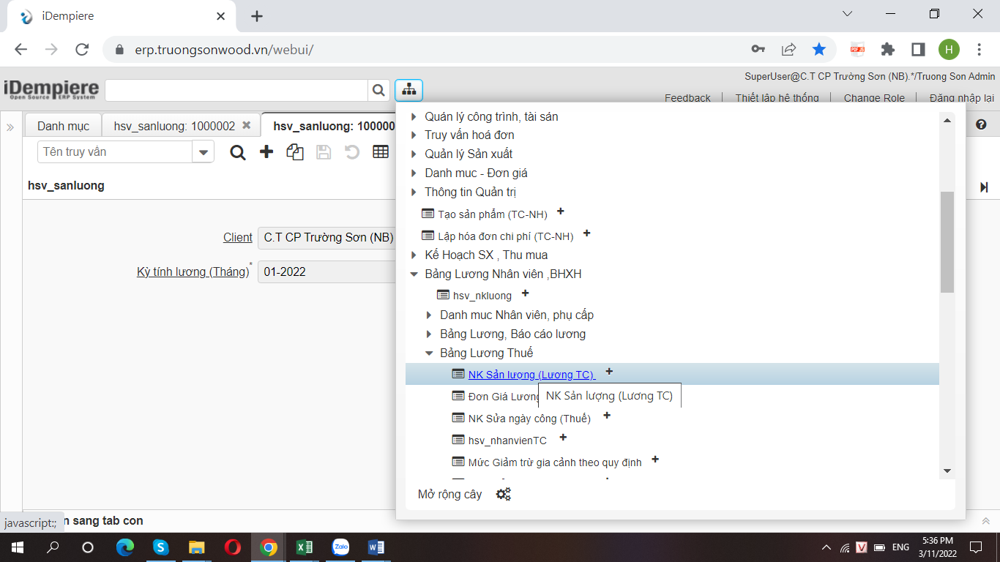 iDempiere
erp.truongsonwood.vn/webui/
H
iDempiere
Open Source ERP System
SuperUser@C.T CP Trường Sơn (NB).*/Truong Son Admin
Feedback
Thiết lập hệ thống
Change Role
Đăng nhập lại
Danh mục
hsv_sanluong: 1000002
hsv_sanluong: 100000
Tên truy vấn
hsv_sanluong
Client
C.T CP Trường Sơn (NB)
Kỳ tính lương (Tháng)*
01-2022
Quán lý công trình, tài sán
Truy vấn hoá đơn
Quản lý Sản xuất
Danh muc - Đơn giá
Thông tin Quản trị
Tạo sản phẩm (TC-NH)
Lập hóa đơn chi phí (TC-NH)
Kế Hoạch SX , Thu mua
Bảng Lương Nhân viên ,BHXH
hsv_nkluong
Danh muc Nhân viên, phụ cấp
Bảng Lương, Báo cáo lương
Bảng Lương Thuế
NK Sản lượng (Lương TC)
Đơn Giá Lương
NK Sản lượng (Lương TC)
NK Sửa ngày công (Thuế)
hsv_nhanvienTC
Mức Giảm trừ gia cảnh theo quy định
Mở rộng cây
javascript:;
n sang tab con
ENG
5:36 PM
3/11/2022